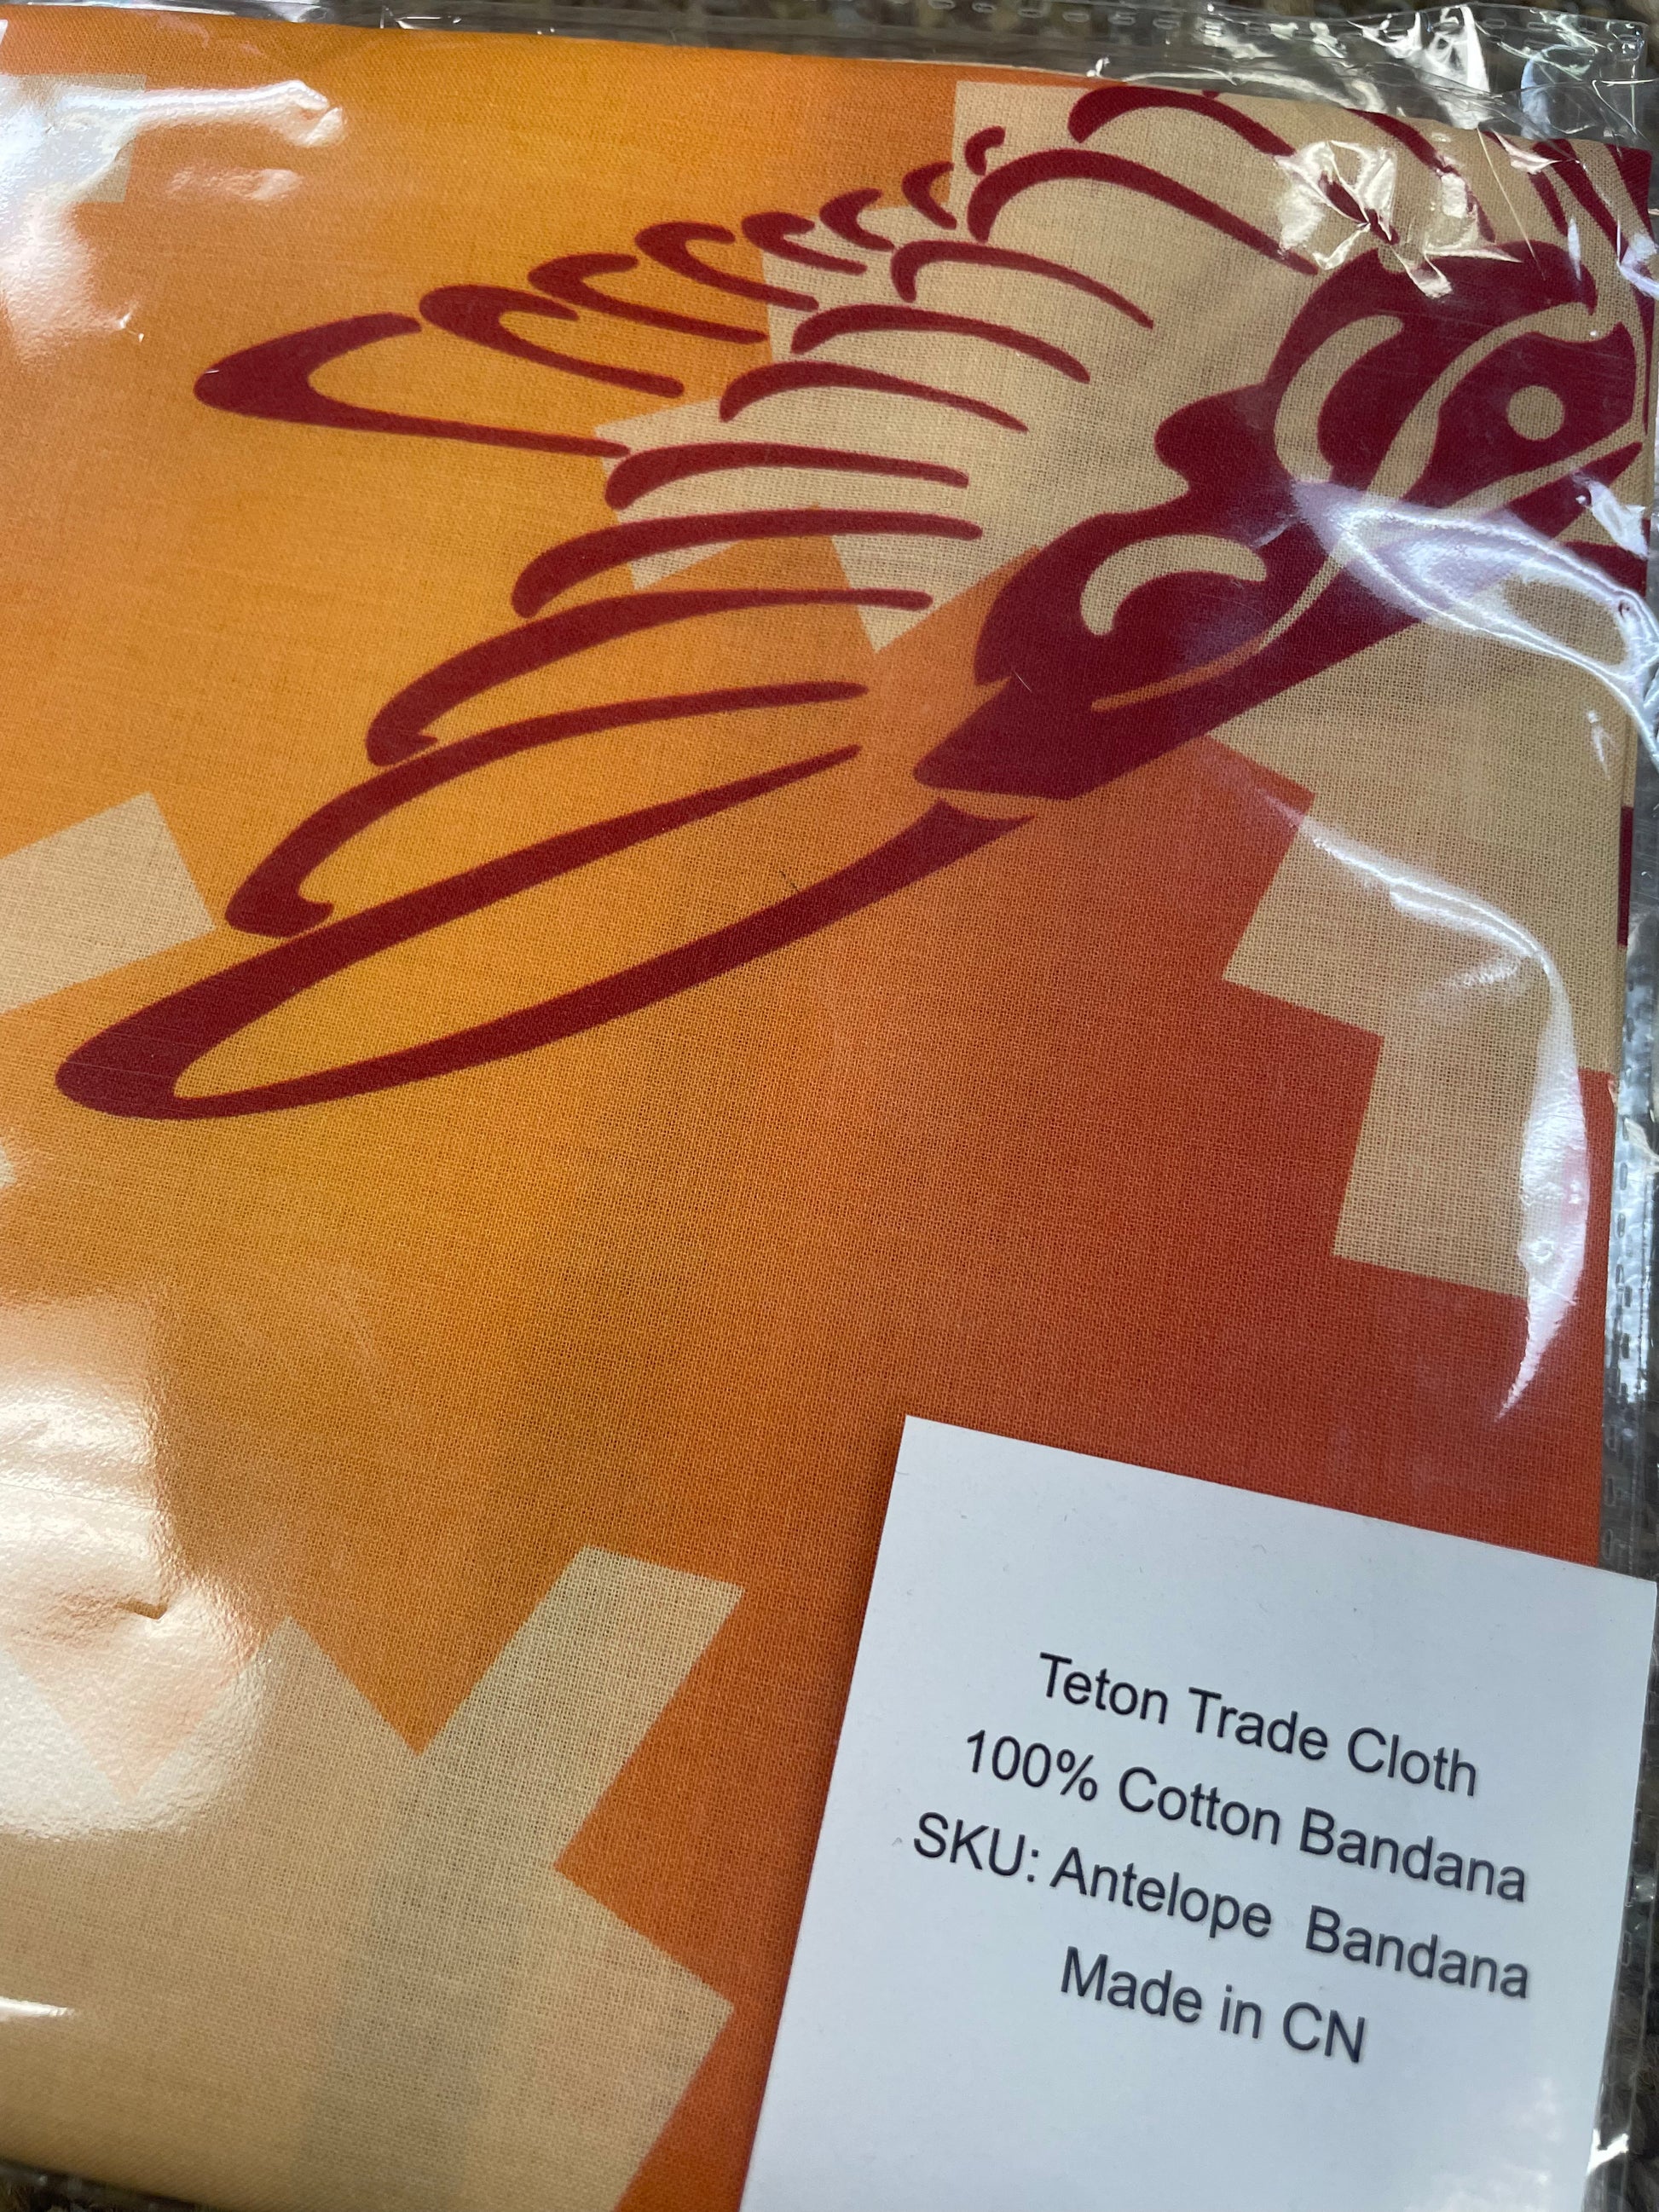 Teton Trade Cloth
100% Cotton Bandana
SKU: Antelope Bandana
Made in CN